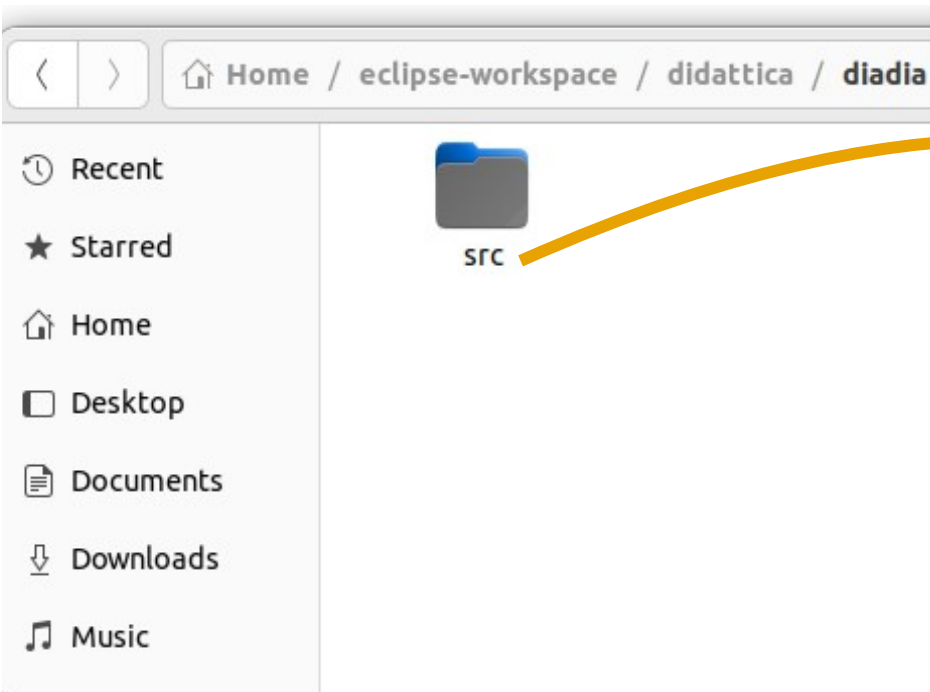 Home / eclipse-workspace / didattica / diadia
Recent
src
Starred
Home
Desktop
Documents
Downloads
Music